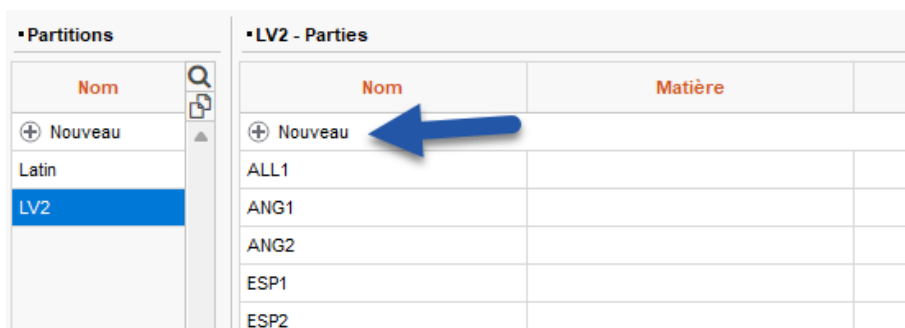 ▪Partitions
▪LV2 - Parties
Nom
Nom
Matière
Nouveau
Nouveau
Latin
ALL1
LV2
ANG1
ANG2
ESP1
ESP2